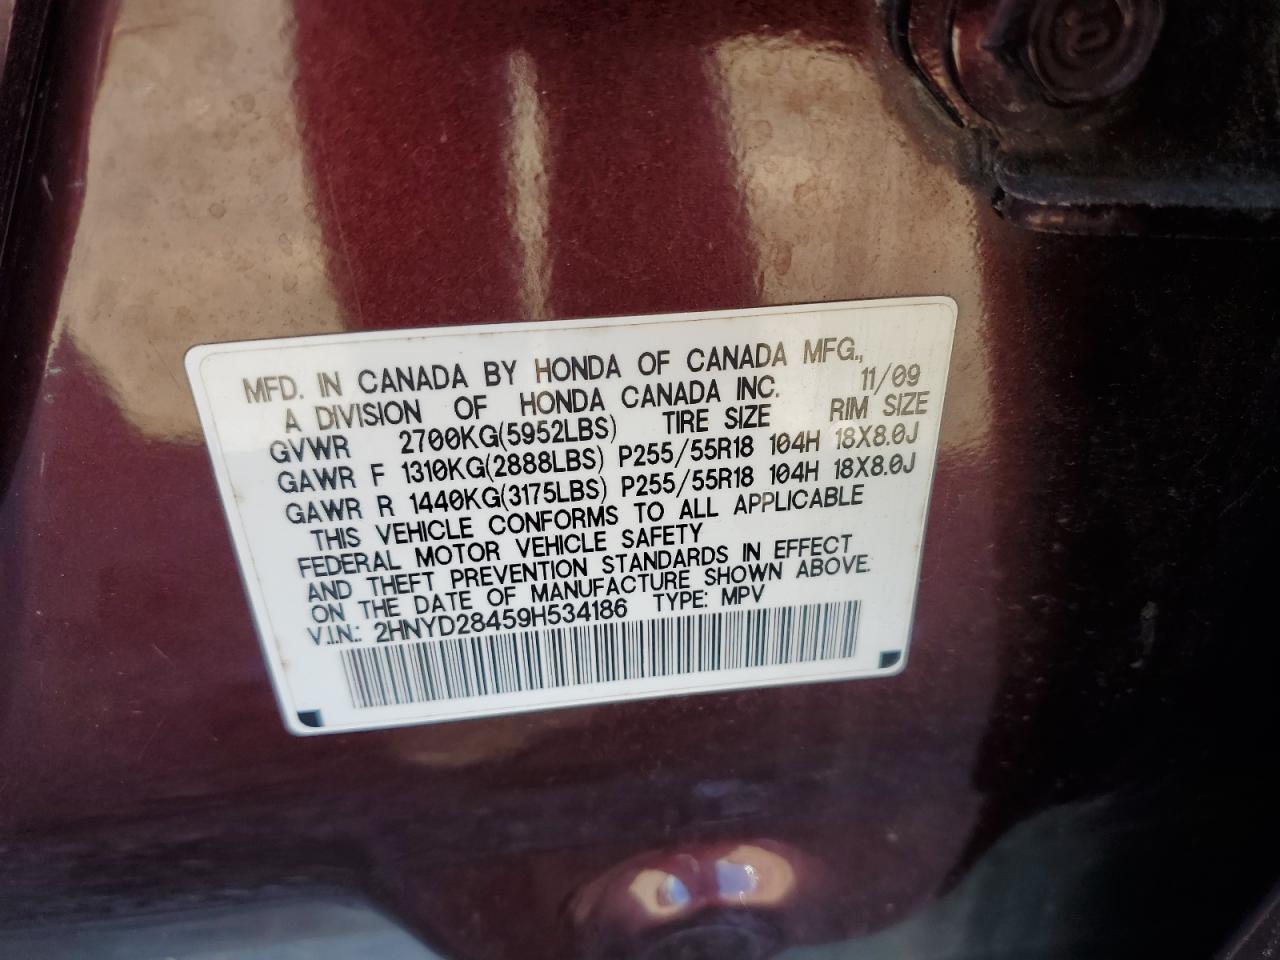 MFD. IN CANADA BY HONDA OF CANADA MFG.,
A DIVISION OF HONDA CANADA INC. 11/09
GVWR 2700KG(5952LBS) TIRE SIZE RIM SIZE
GAWR F 1310KG(2888LBS) P255/55R18 104H 18X8.0J
GAWR R 1440KG(3175LBS) P255/55R18 104H 18X8.0J
THIS VEHICLE CONFORMS TO ALL APPLICABLE
FEDERAL MOTOR VEHICLE SAFETY
AND THEFT PREVENTION STANDARDS IN EFFECT
ON THE DATE OF MANUFACTURE SHOWN ABOVE.
V.I.N.: 2HNYD28459H534186 TYPE: MPV